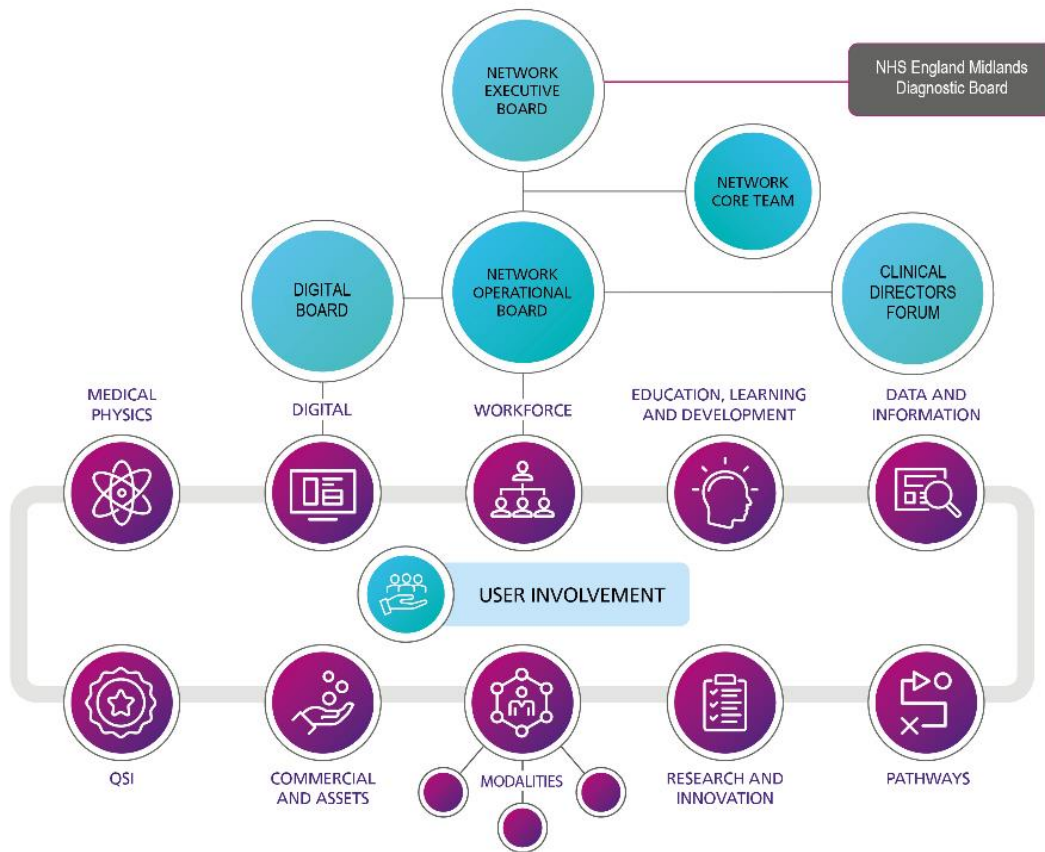 NETWORK
EXECUTIVE
BOARD
NHS England Midlands
Diagnostic Board
NETWORK
CORE TEAM
DIGITAL
BOARD
NETWORK
OPERATIONAL
BOARD
CLINICAL
DIRECTORS
FORUM
MEDICAL
PHYSICS
DIGITAL
WORKFORCE
EDUCATION, LEARNING
AND DEVELOPMENT
DATA AND
INFORMATION
USER INVOLVEMENT
QSI
COMMERCIAL
AND ASSETS
MODALITIES
RESEARCH AND
INNOVATION
PATHWAYS